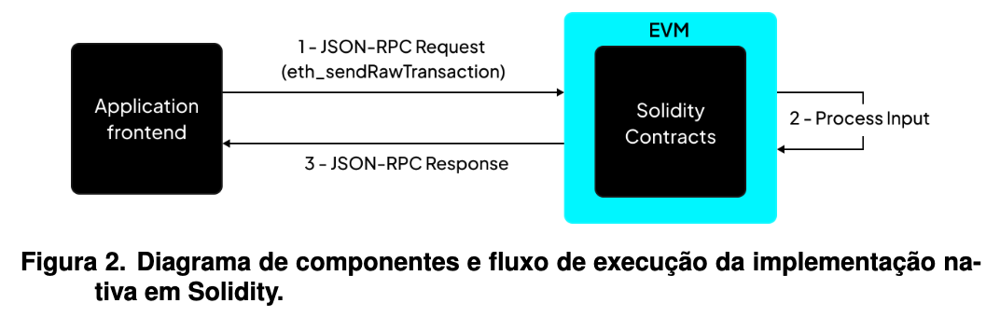 EVM
1 - JSON-RPC Request
(eth_sendRawTransaction)
Application
frontend
Solidity
Contracts
2 - Process Input
3 - JSON-RPC Response
Figura 2. Diagrama de componentes e fluxo de execução da implementação na-
tiva em Solidity.